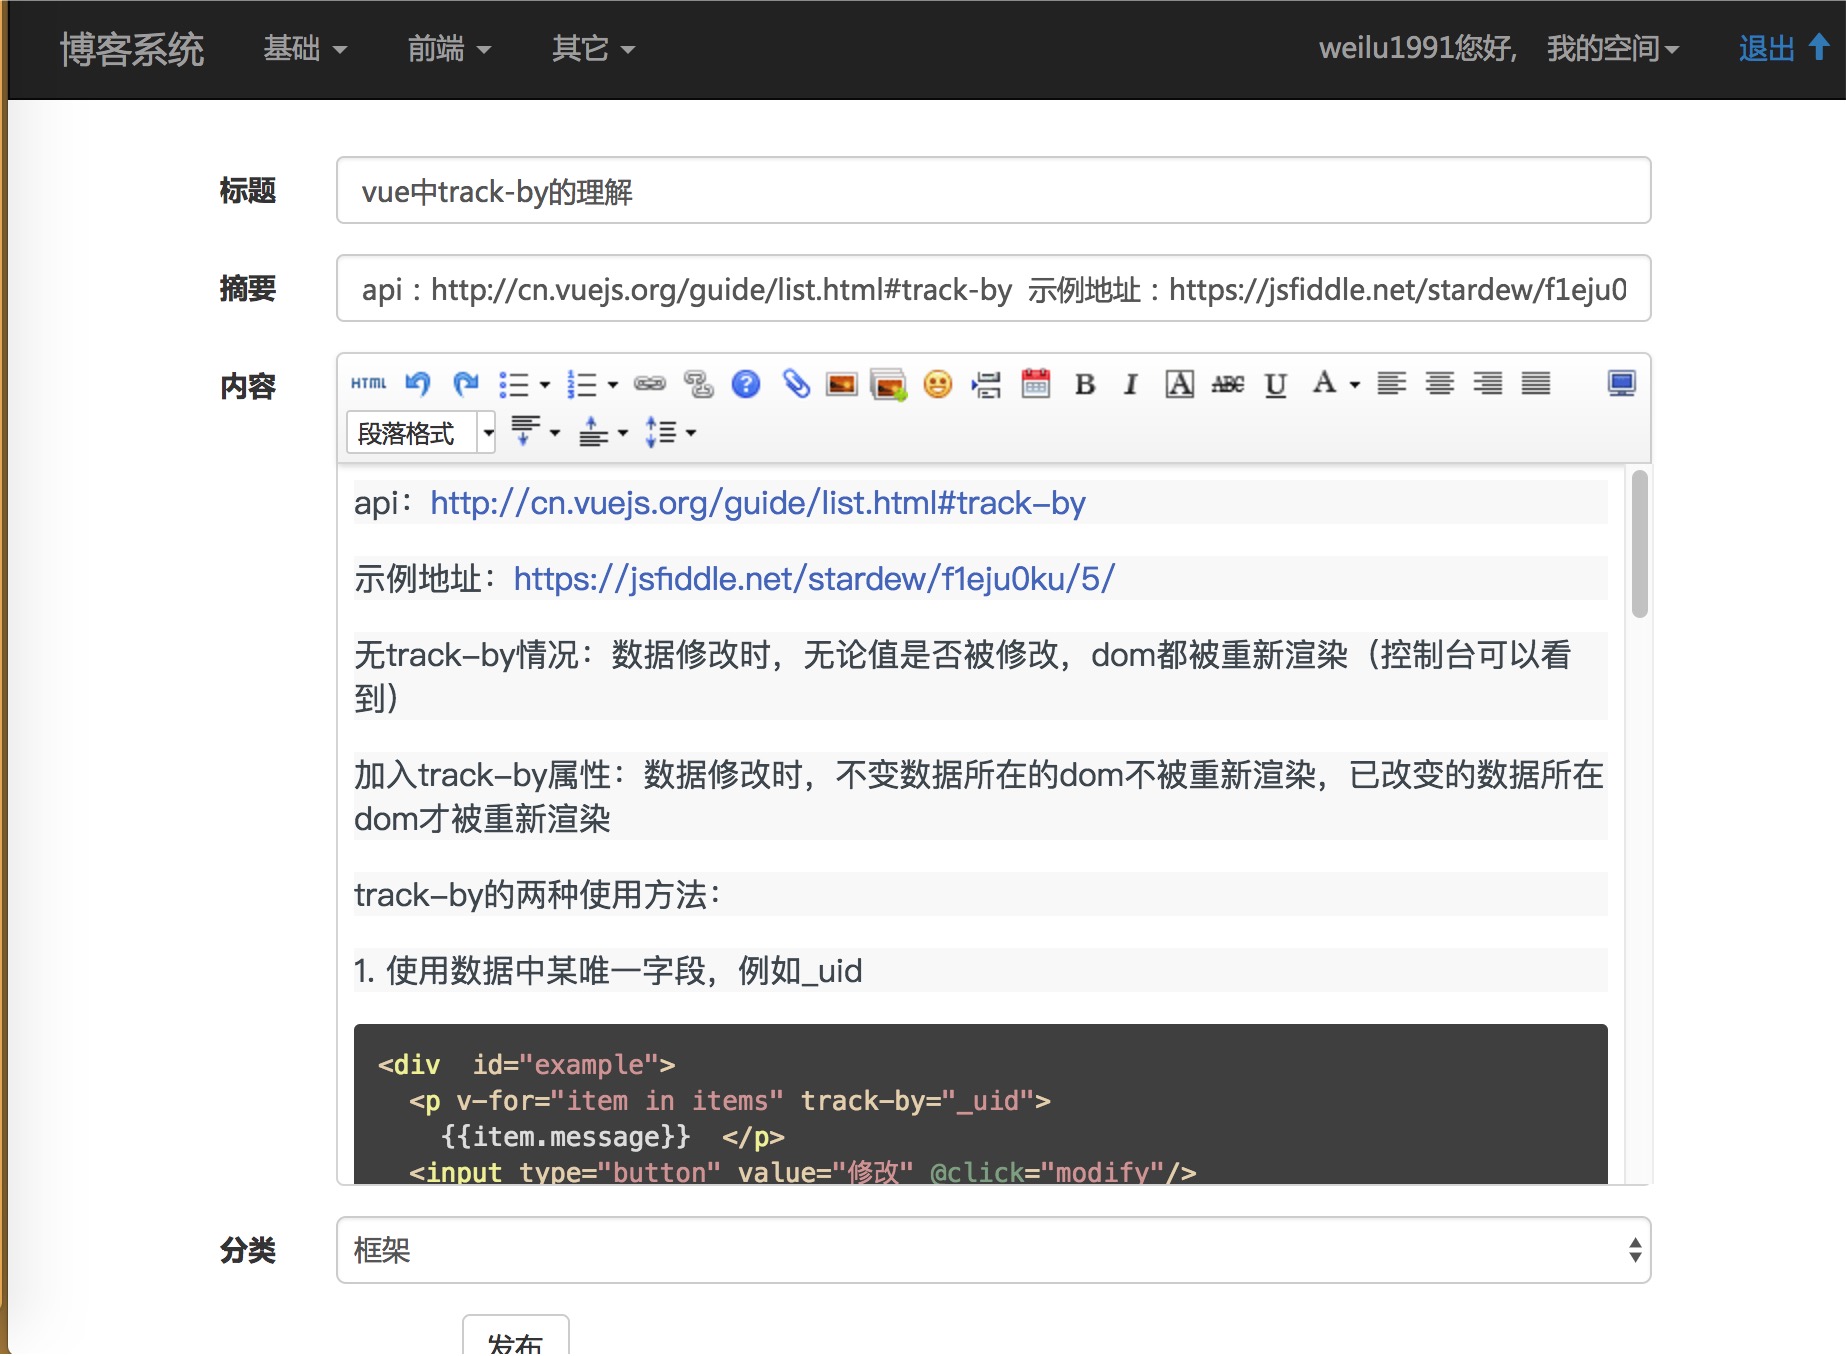 博客系统 基础 前端 其它 weilu1991您好, 我的空间 退出
标题 vue中track-by的理解
摘要 api：http://cn.vuejs.org/guide/list.html#track-by 示例地址：https://jsfiddle.net/stardew/f1eju0
内容 HTML B I A ABC U A
段落格式
api：http://cn.vuejs.org/guide/list.html#track-by
示例地址：https://jsfiddle.net/stardew/f1eju0ku/5/
无track-by情况：数据修改时，无论值是否被修改，dom都被重新渲染（控制台可以看
到）
加入track-by属性：数据修改时，不变数据所在的dom不被重新渲染，已改变的数据所在
dom才被重新渲染
track-by的两种使用方法：
1. 使用数据中某唯一字段，例如_uid
<div  id="example">
<p v-for="item in items" track-by="_uid">
{{item.message}}  </p>
<input type="button" value="修改" @click="modify"/>
分类 框架
发布